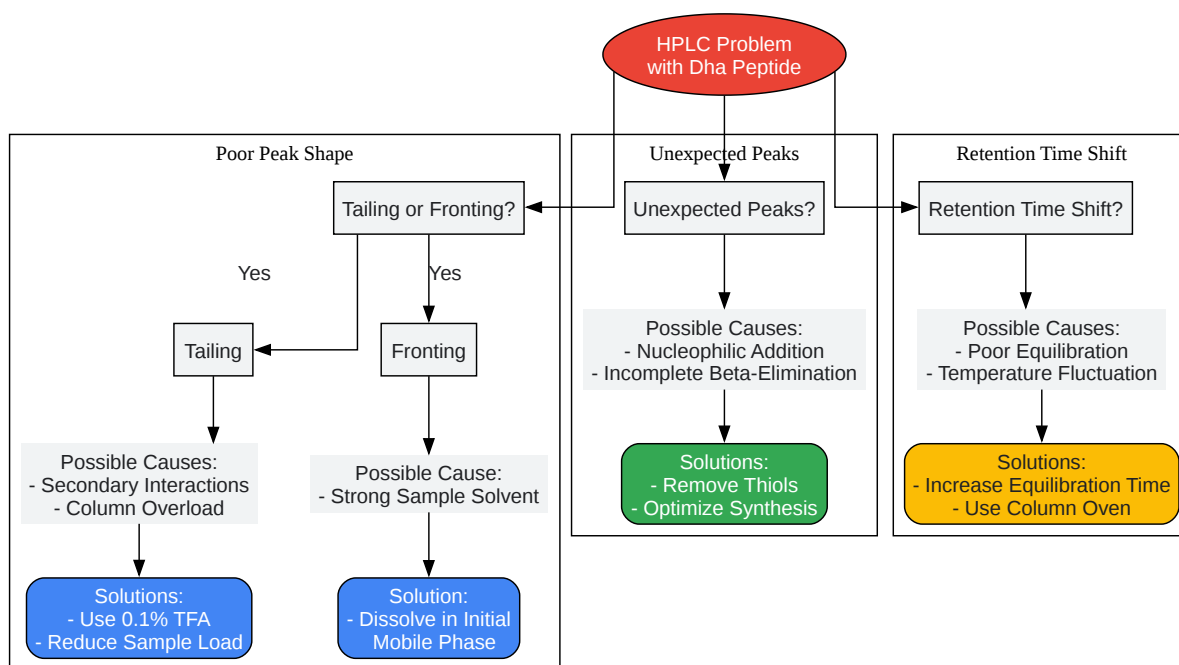 HPLC Problem
with Dha Peptide
Poor Peak Shape
Tailing or Fronting?
Yes
Yes
Tailing
Fronting
Possible Causes:
- Secondary Interactions
- Column Overload
Possible Cause:
- Strong Sample Solvent
Solutions:
- Use 0.1% TFA
- Reduce Sample Load
Solution:
- Dissolve in Initial
Mobile Phase
Unexpected Peaks
Unexpected Peaks?
Possible Causes:
- Nucleophilic Addition
- Incomplete Beta-Elimination
Solutions:
- Remove Thiols
- Optimize Synthesis
Retention Time Shift
Retention Time Shift?
Possible Causes:
- Poor Equilibration
- Temperature Fluctuation
Solutions:
- Increase Equilibration Time
- Use Column Oven